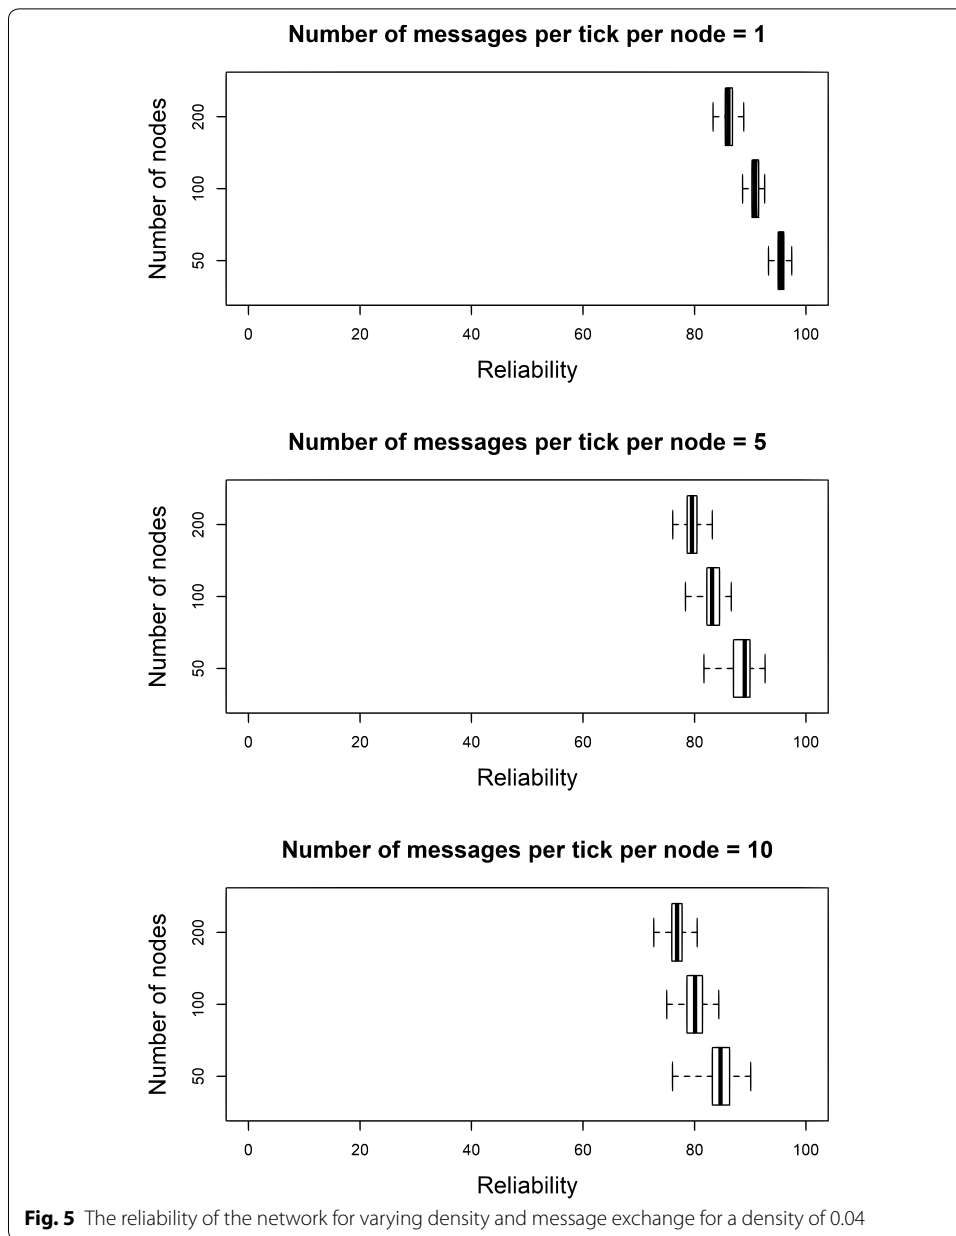 Number of messages per tick per node = 1
Number of nodes
200
100
50
0 20 40 60 80 100
Reliability
Number of messages per tick per node = 5
Number of nodes
200
100
50
0 20 40 60 80 100
Reliability
Number of messages per tick per node = 10
Number of nodes
200
100
50
0 20 40 60 80 100
Reliability
Fig. 5 The reliability of the network for varying density and message exchange for a density of 0.04